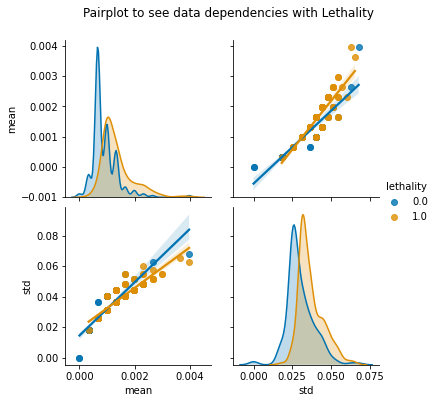 Pairplot to see data dependencies with Lethality
0.004
0.003
0.002
0.001
0.000
−0.001
mean
lethality
0.0
1.0
0.08
0.06
0.04
0.02
0.00
std
0.000 0.002 0.004
mean
0.000 0.025 0.050 0.075
std